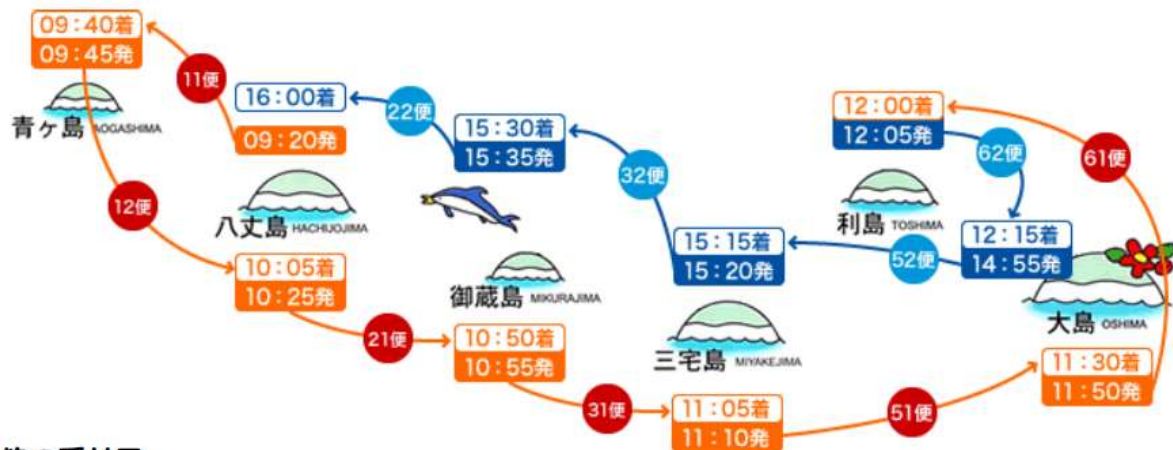 09：40着
09：45発
青ヶ島 AOGASHIMA
11便
16：00着
09：20発
八丈島 HACHIJOJIMA
22便
15：30着
15：35発
32便
12：00着
12：05発
62便
61便
利島 TOSHIMA
15：15着
15：20発
52便
12：15着
14：55発
大島 OSHIMA
12便
10：05着
10：25発
御蔵島 MIKURAJIMA
21便
10：50着
10：55発
三宅島 MIYAKEJIMA
31便
11：05着
11：10発
51便
11：30着
11：50発